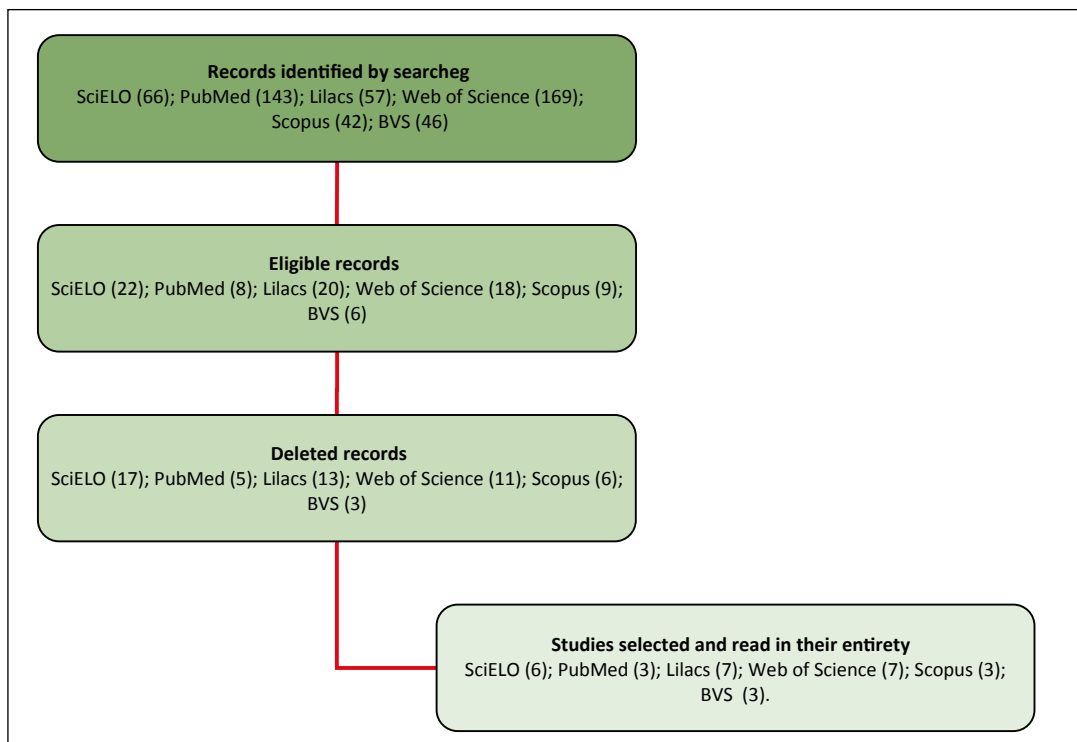 Records identified by searcheg
SciELO (66); PubMed (143); Lilacs (57); Web of Science (169);
Scopus (42); BVS (46)
Eligible records
SciELO (22); PubMed (8); Lilacs (20); Web of Science (18); Scopus (9);
BVS (6)
Deleted records
SciELO (17); PubMed (5); Lilacs (13); Web of Science (11); Scopus (6);
BVS (3)
Studies selected and read in their entirety
SciELO (6); PubMed (3); Lilacs (7); Web of Science (7); Scopus (3);
BVS (3).